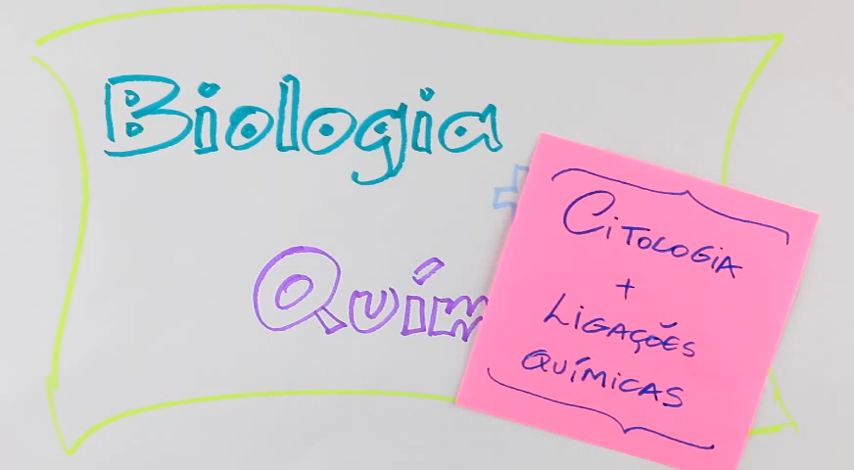 Biologia
Quím
CiTOLOGiA
+
LiGAÇÕES
QUíMiCAS